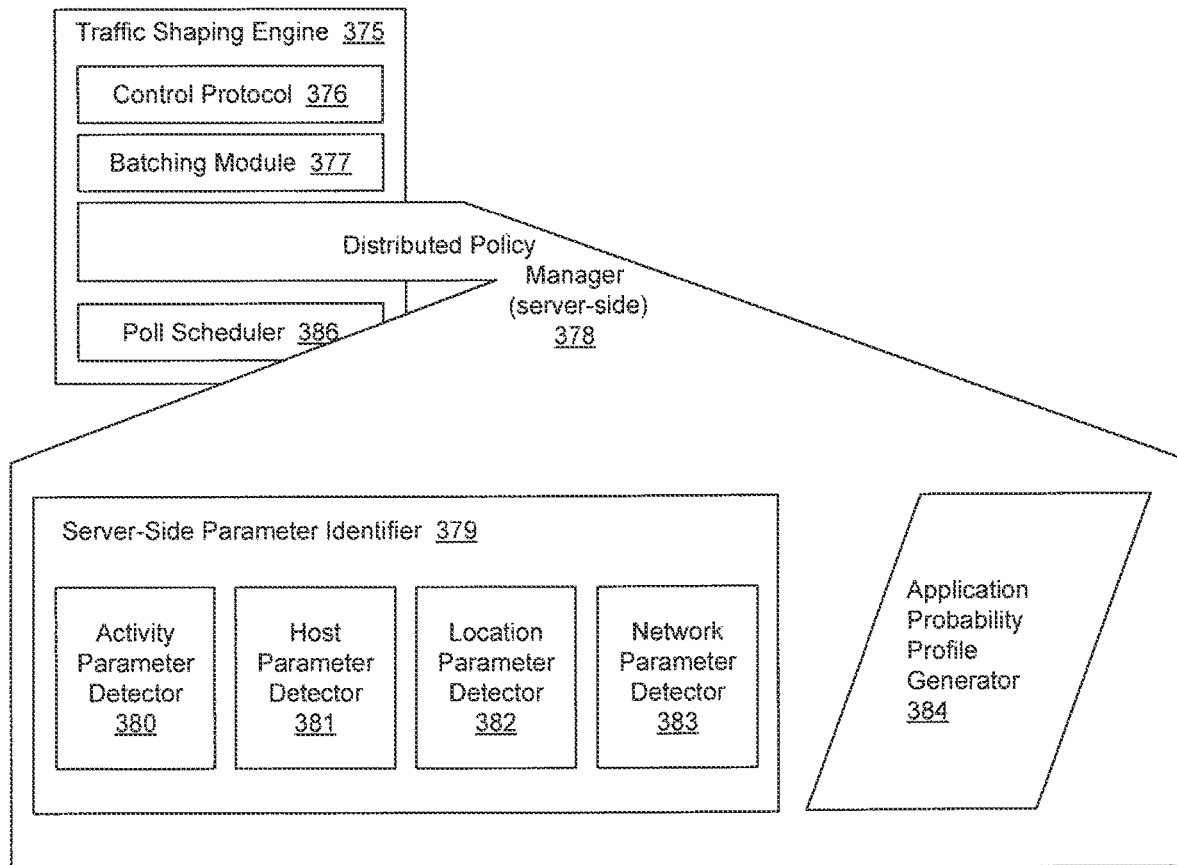 Traffic Shaping Engine 375
Control Protocol 376
Batching Module 377
Distributed Policy
Manager
(server-side)
378
Poll Scheduler 386
Server-Side Parameter Identifier 379
Activity
Parameter
Detector
380
Host
Parameter
Detector
381
Location
Parameter
Detector
382
Network
Parameter
Detector
383
Application
Probability
Profile
Generator
384